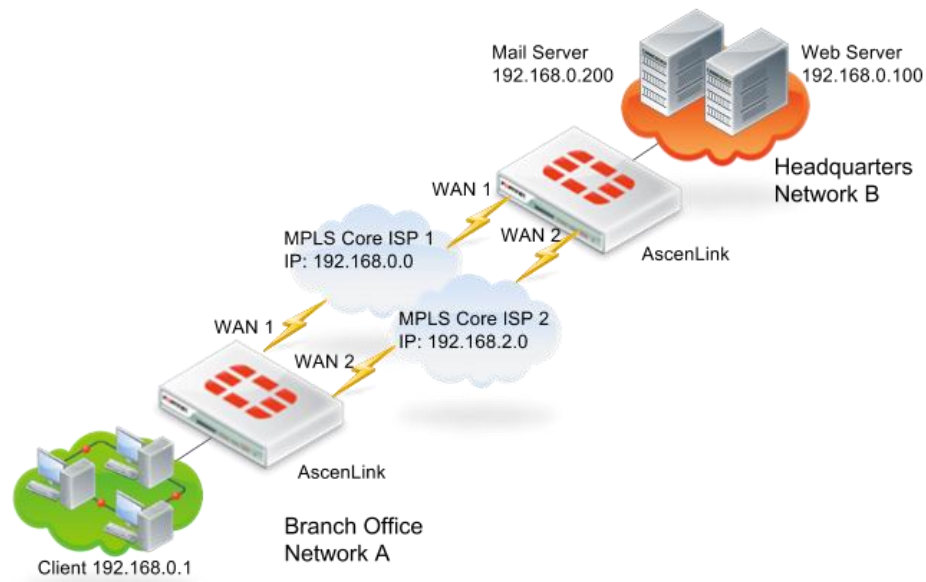 Mail Server
192.168.0.200
Web Server
192.168.0.100
Headquarters
Network B
WAN 1
WAN 2
AscenLink
MPLS Core ISP 1
IP: 192.168.0.0
MPLS Core ISP 2
IP: 192.168.2.0
WAN 1
WAN 2
AscenLink
Branch Office
Network A
Client 192.168.0.1